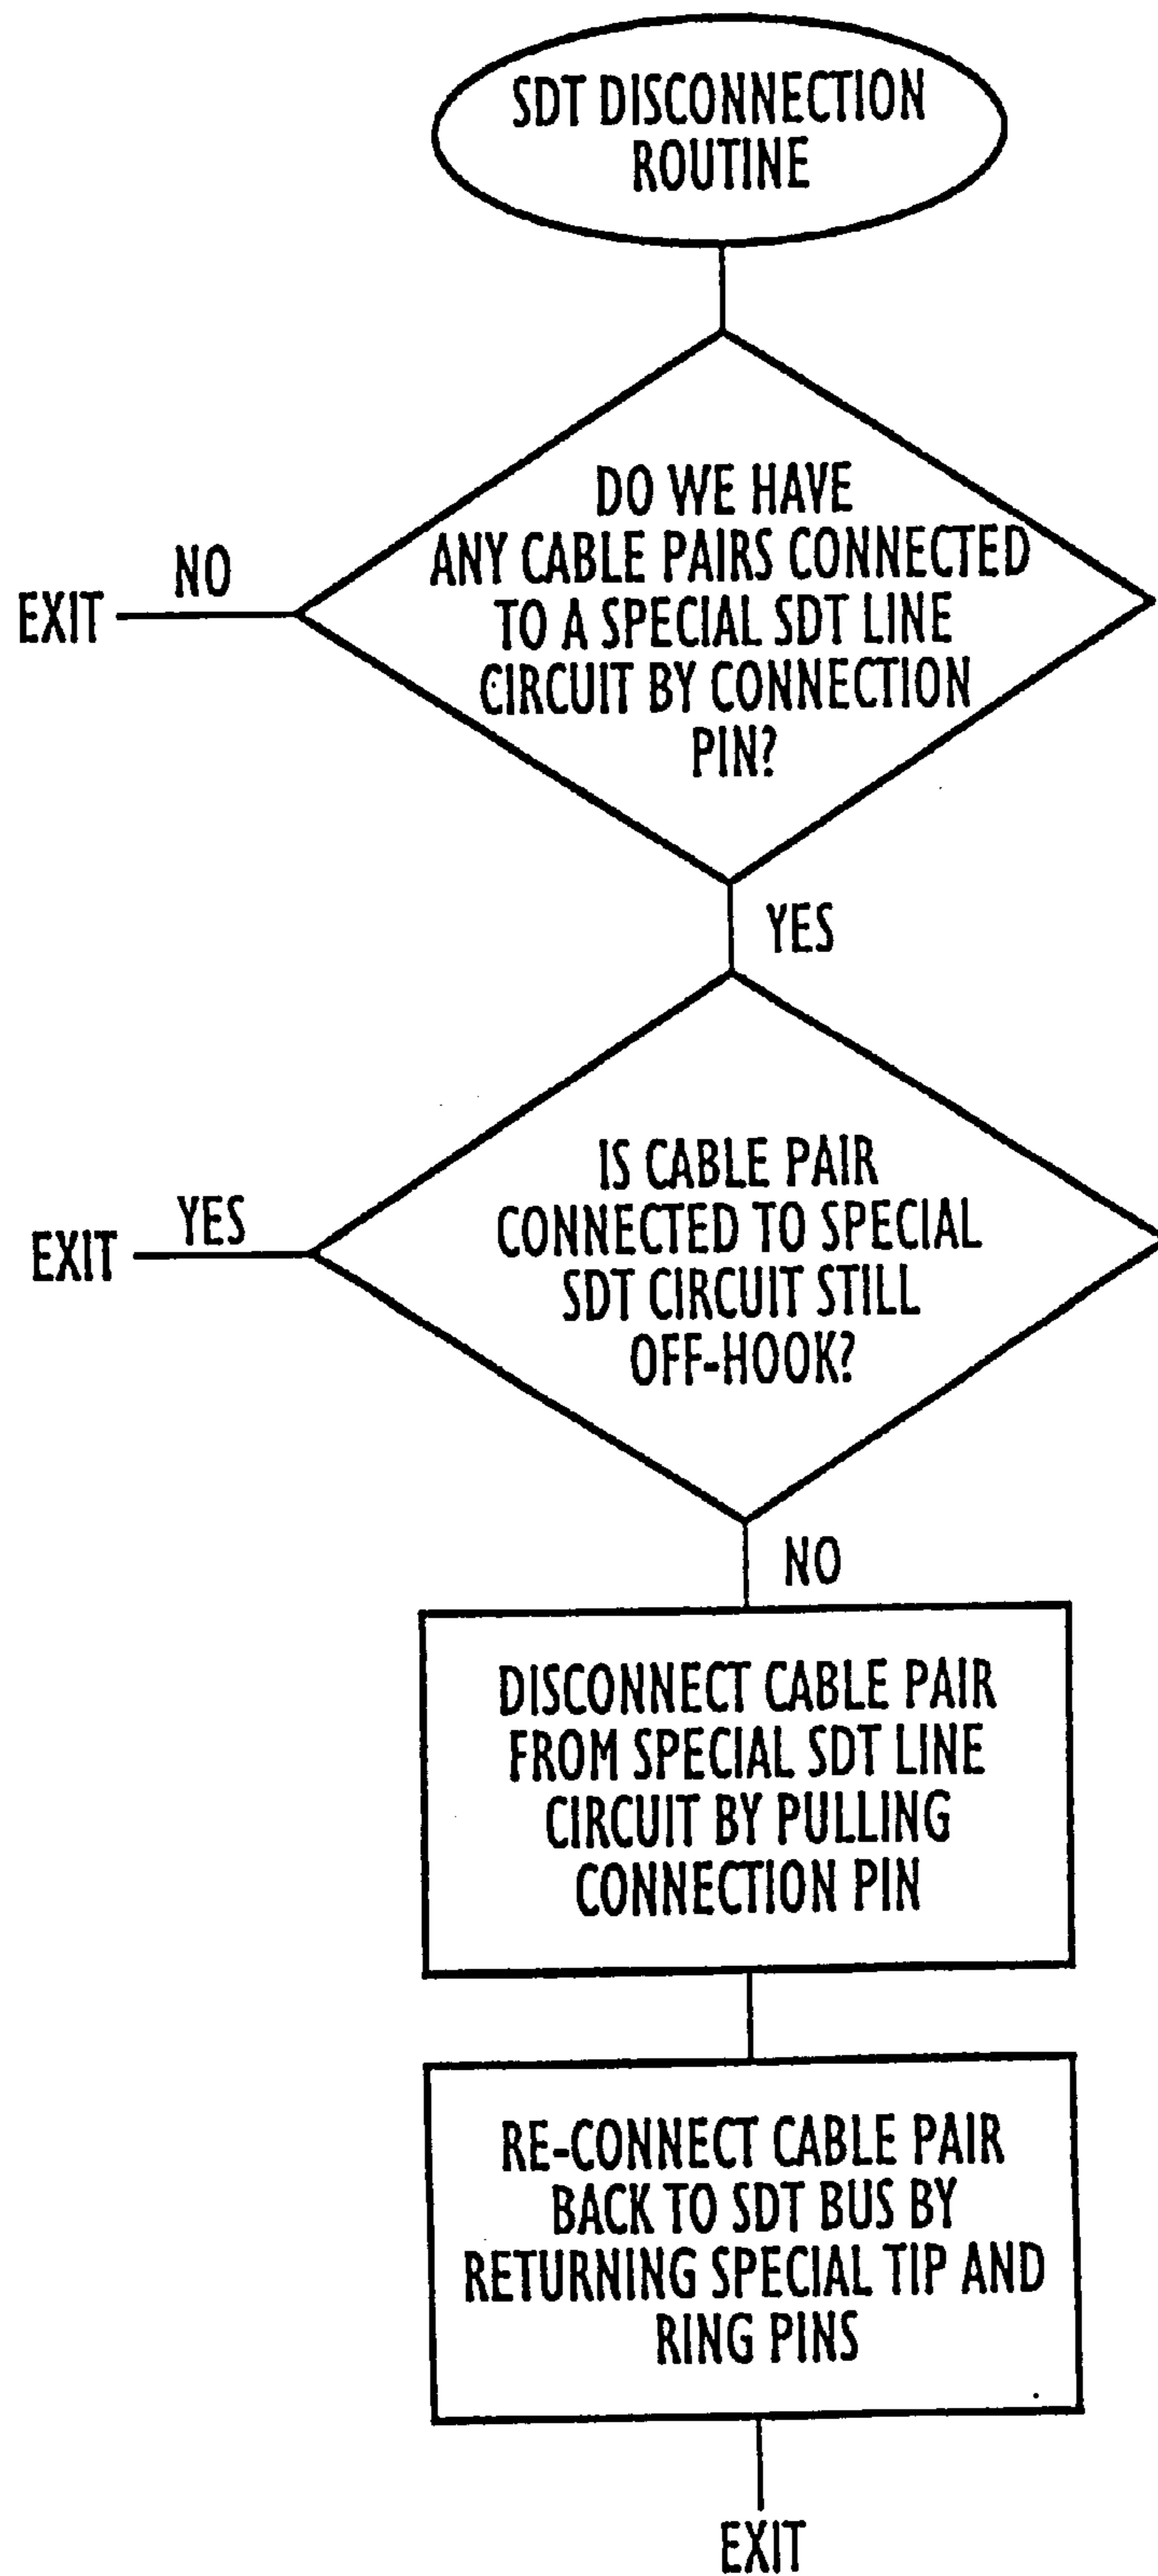 SDT DISCONNECTION
ROUTINE
DO WE HAVE
ANY CABLE PAIRS CONNECTED
TO A SPECIAL SDT LINE
CIRCUIT BY CONNECTION
PIN?
NO
EXIT
YES
IS CABLE PAIR
CONNECTED TO SPECIAL
SDT CIRCUIT STILL
OFF-HOOK?
YES
EXIT
NO
DISCONNECT CABLE PAIR
FROM SPECIAL SDT LINE
CIRCUIT BY PULLING
CONNECTION PIN
RE-CONNECT CABLE PAIR
BACK TO SDT BUS BY
RETURNING SPECIAL TIP AND
RING PINS
EXIT